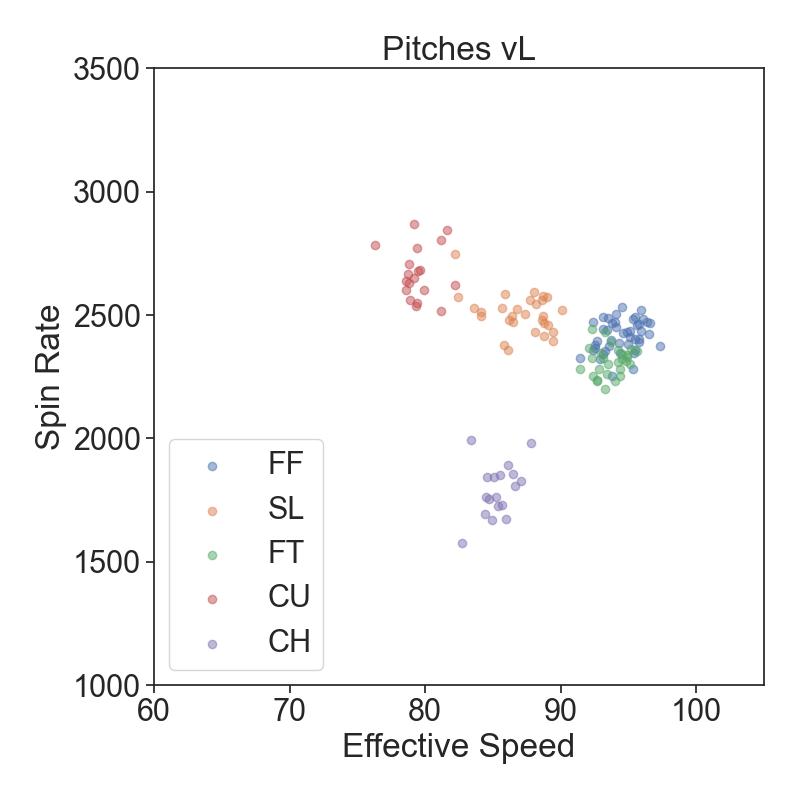 Pitches vL
3500
3000
2500
2000
1500
1000
Spin Rate
FF
SL
FT
CU
CH
60 70 80 90 100
Effective Speed